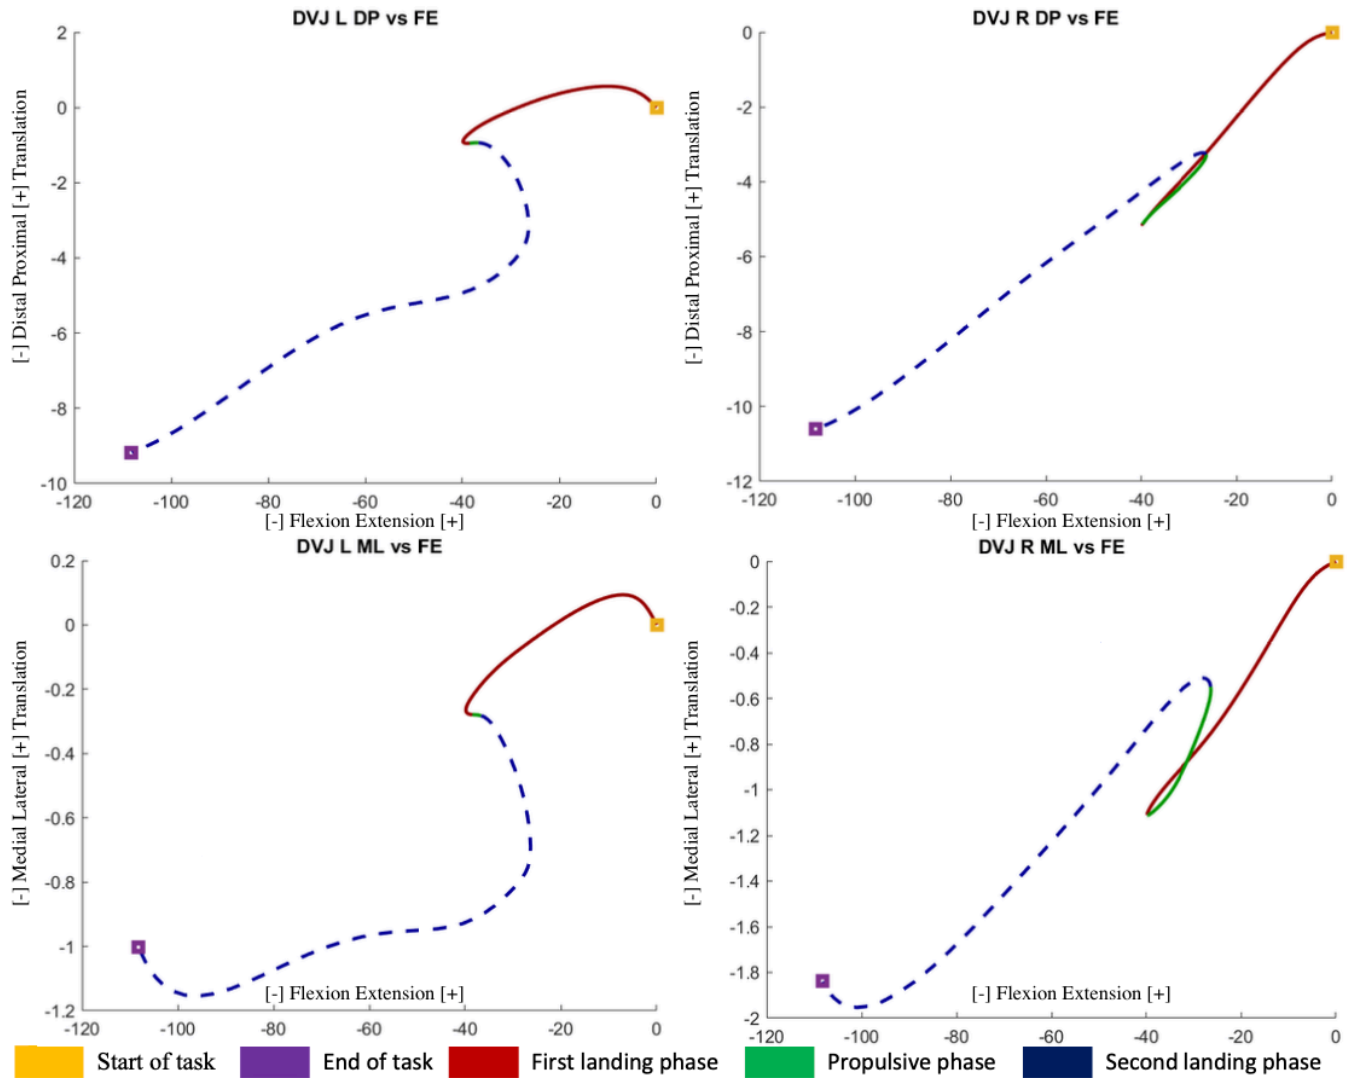 DVJ L DP vs FE
2
0
-2
-4
-6
-8
-10
[-] Distal Proximal [+] Translation
-120 -100 -80 -60 -40 -20 0
[-] Flexion Extension [+]
DVJ R DP vs FE
0
-2
-4
-6
-8
-10
-12
[-] Distal Proximal [+] Translation
-120 -100 -80 -60 -40 -20 0
[-] Flexion Extension [+]
DVJ L ML vs FE
0.2
0
-0.2
-0.4
-0.6
-0.8
-1
-1.2
[-] Medial Lateral [+] Translation
[-] Flexion Extension [+]
-120 -100 -80 -60 -40 -20 0
DVJ R ML vs FE
0
-0.2
-0.4
-0.6
-0.8
-1
-1.2
-1.4
-1.6
-1.8
-2
[-] Medial Lateral [+] Translation
[-] Flexion Extension [+]
-120 -100 -80 -60 -40 -20 0
Start of task End of task First landing phase Propulsive phase Second landing phase